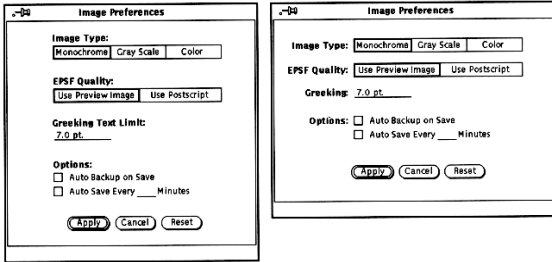 Image Preferences
Image Type:
Monochrome Gray Scale Color
EPSF Quality:
Use Preview Image Use Postscript
Greeking Text Limit:
7.0 pt.
Options:
Auto Backup on Save
Auto Save Every ____ Minutes
Apply Cancel Reset
Image Preferences
Image Type: Monochrome Gray Scale Color
EPSF Quality: Use Preview Image Use Postscript
Greeking: 7.0 pt.
Options: Auto Backup on Save
Auto Save Every ____ Minutes
Apply Cancel Reset